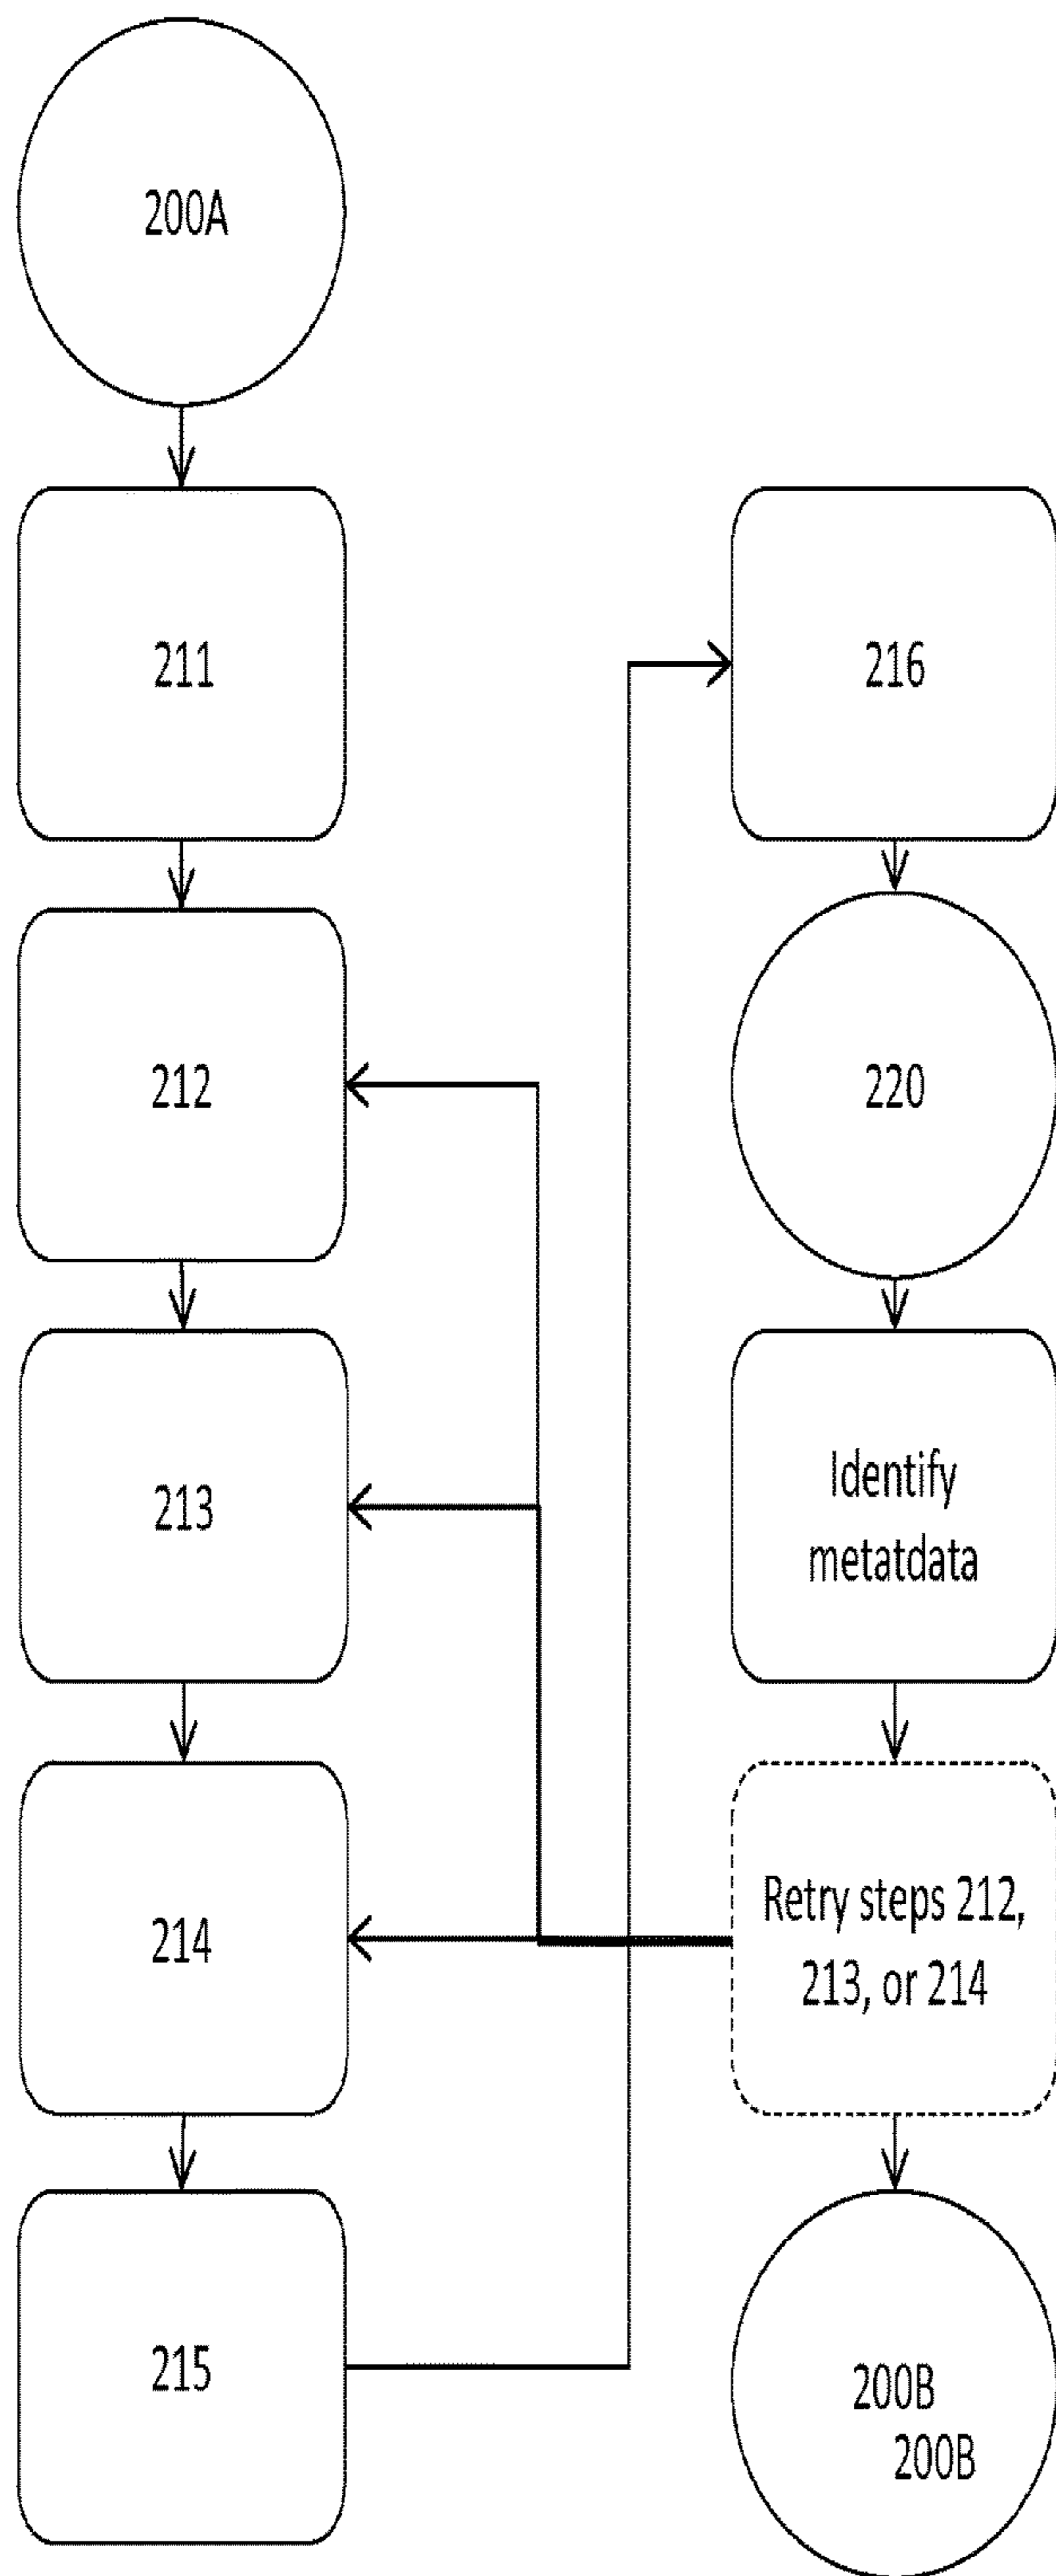 200A
211
212
213
214
215
216
220
Identify
metatdata
Retry steps 212,
213, or 214
200B
200B